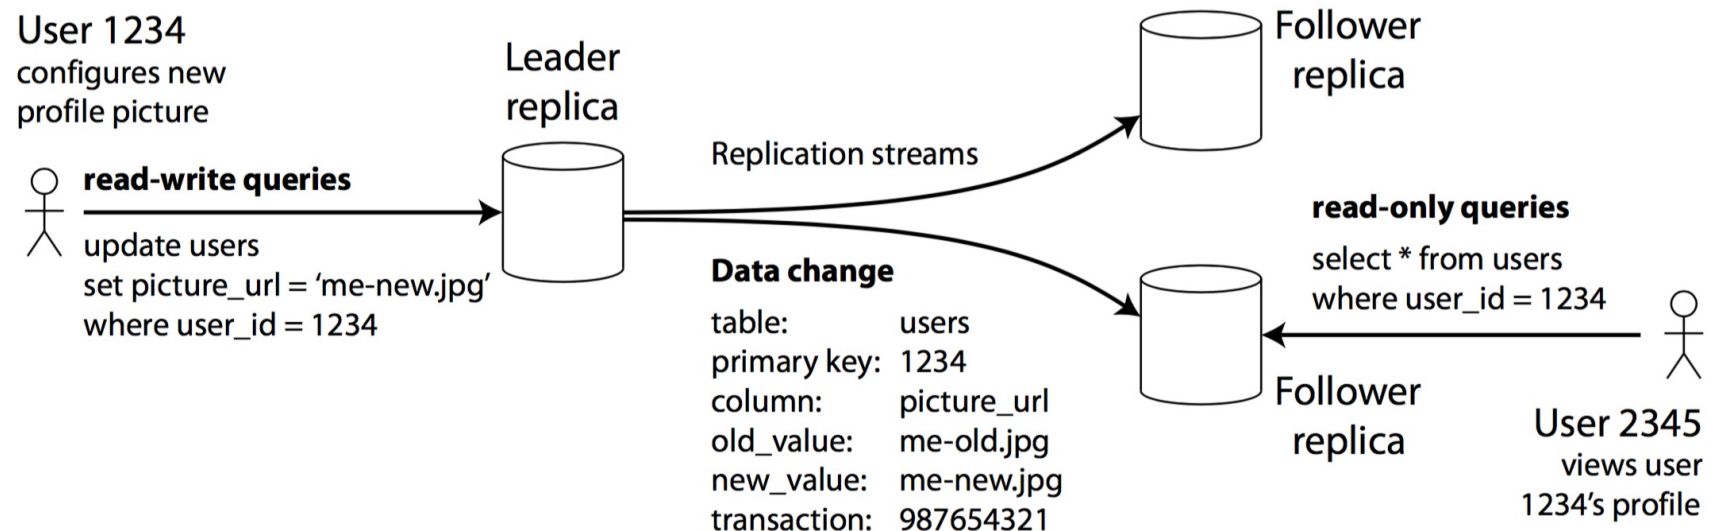 User 1234
configures new
profile picture
read-write queries
update users
set picture_url = ‘me-new.jpg’
where user_id = 1234
Leader
replica
Replication streams
Data change
table: users
primary key: 1234
column: picture_url
old_value: me-old.jpg
new_value: me-new.jpg
transaction: 987654321
Follower
replica
read-only queries
select * from users
where user_id = 1234
Follower
replica
User 2345
views user
1234’s profile